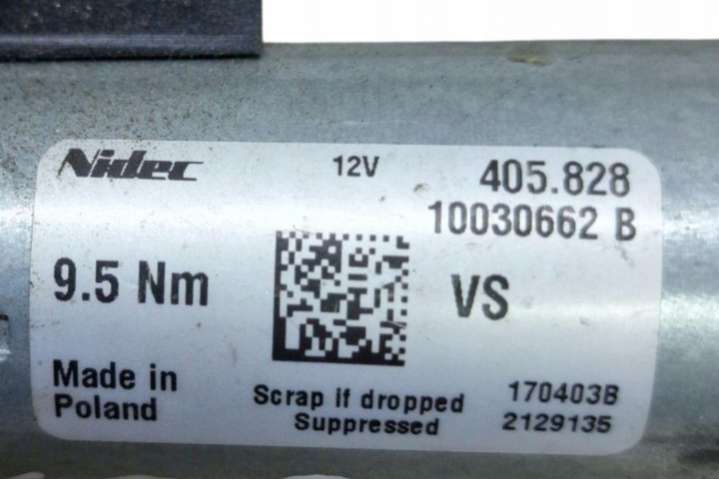 Nidec 12V 405.828
10030662 B
9.5 Nm VS
Made in
Poland
Scrap if dropped
Suppressed
170403B
2129135